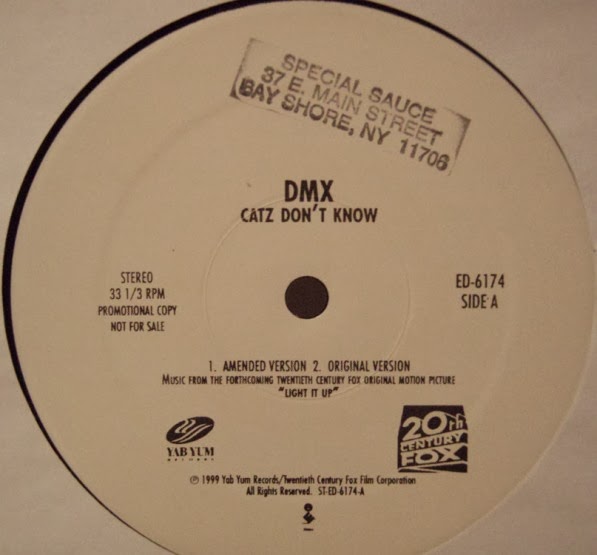 SPECIAL SAUCE
37 E. MAIN STREET
BAY SHORE, NY 11706
DMX
CATZ DON'T KNOW
STEREO
33 1/3 RPM
PROMOTIONAL COPY
NOT FOR SALE
ED-6174
SIDE A
1. AMENDED VERSION 2. ORIGINAL VERSION
MUSIC FROM THE FORTHCOMING TWENTIETH CENTURY FOX ORIGINAL MOTION PICTURE
"LIGHT IT UP"
YAB YUM
RECORDS
20th
CENTURY
FOX
℗ 1999 Yab Yum Records/Twentieth Century Fox Film Corporation
All Rights Reserved. ST-ED-6174-A